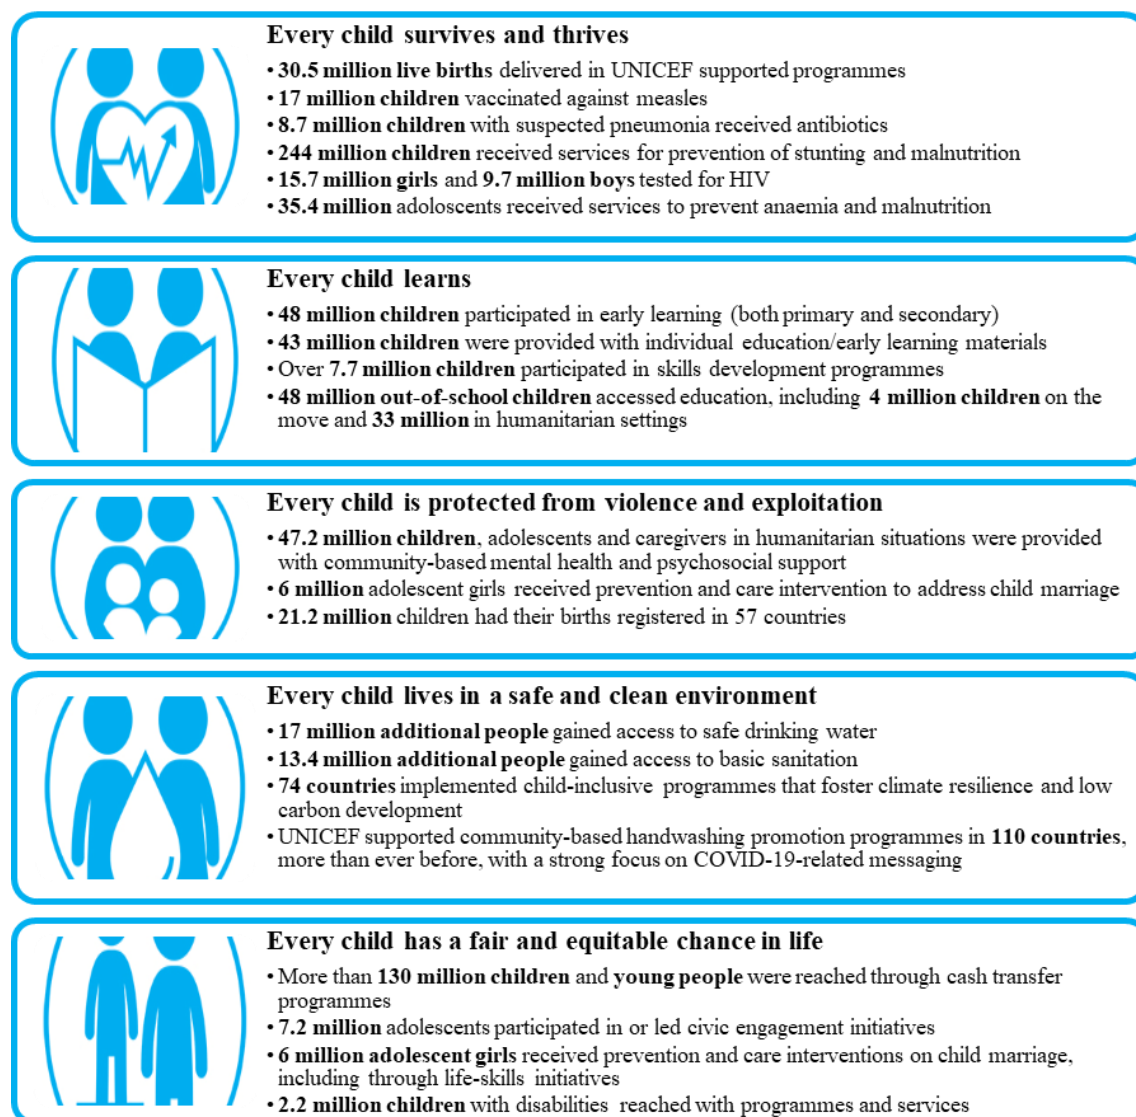 Every child survives and thrives
• 30.5 million live births delivered in UNICEF supported programmes
• 17 million children vaccinated against measles
• 8.7 million children with suspected pneumonia received antibiotics
• 244 million children received services for prevention of stunting and malnutrition
• 15.7 million girls and 9.7 million boys tested for HIV
• 35.4 million adoloscents received services to prevent anaemia and malnutrition
Every child learns
• 48 million children participated in early learning (both primary and secondary)
• 43 million children were provided with individual education/early learning materials
• Over 7.7 million children participated in skills development programmes
• 48 million out-of-school children accessed education, including 4 million children on the
move and 33 million in humanitarian settings
Every child is protected from violence and exploitation
• 47.2 million children, adolescents and caregivers in humanitarian situations were provided
with community-based mental health and psychosocial support
• 6 million adolescent girls received prevention and care intervention to address child marriage
• 21.2 million children had their births registered in 57 countries
Every child lives in a safe and clean environment
• 17 million additional people gained access to safe drinking water
• 13.4 million additional people gained access to basic sanitation
• 74 countries implemented child-inclusive programmes that foster climate resilience and low
carbon development
• UNICEF supported community-based handwashing promotion programmes in 110 countries,
more than ever before, with a strong focus on COVID-19-related messaging
Every child has a fair and equitable chance in life
• More than 130 million children and young people were reached through cash transfer
programmes
• 7.2 million adolescents participated in or led civic engagement initiatives
• 6 million adolescent girls received prevention and care interventions on child marriage,
including through life-skills initiatives
• 2.2 million children with disabilities reached with programmes and services